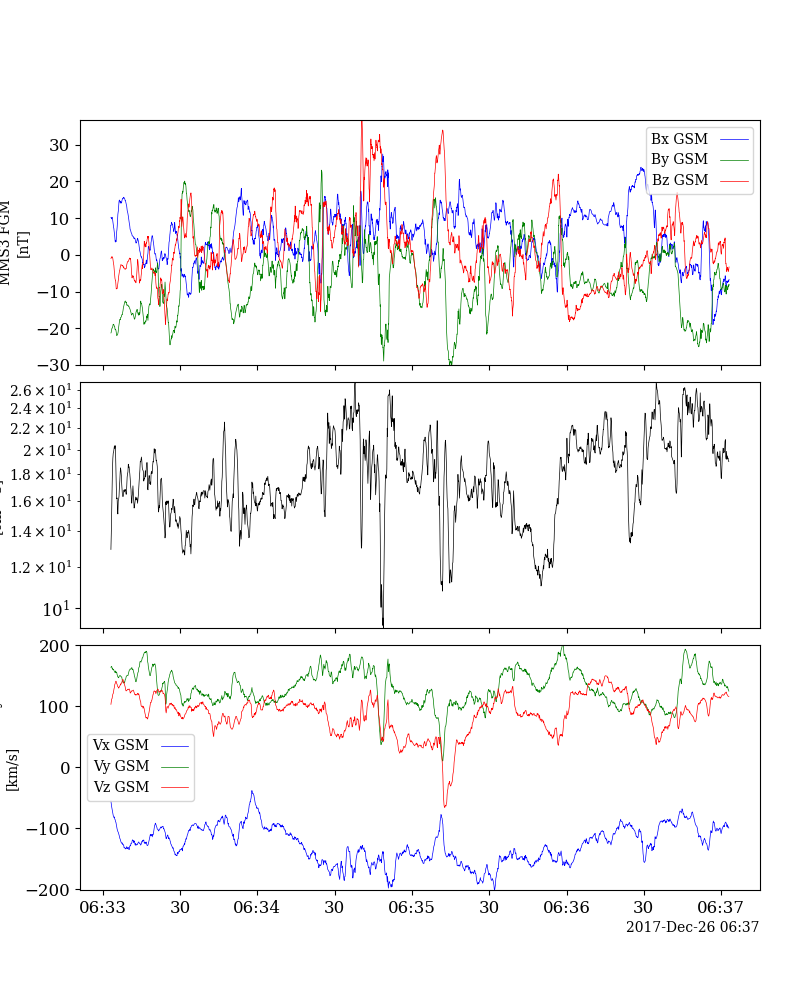 30
20
10
0
−10
−20
−30
MMS3 FGM
[nT]
Bx GSM
By GSM
Bz GSM
2.6 × 10¹
2.4 × 10¹
2.2 × 10¹
2 × 10¹
1.8 × 10¹
1.6 × 10¹
1.4 × 10¹
1.2 × 10¹
10¹
200
100
0
−100
−200
[km/s]
Vx GSM
Vy GSM
Vz GSM
06:33
30
06:34
30
06:35
30
06:36
30
06:37
2017-Dec-26 06:37